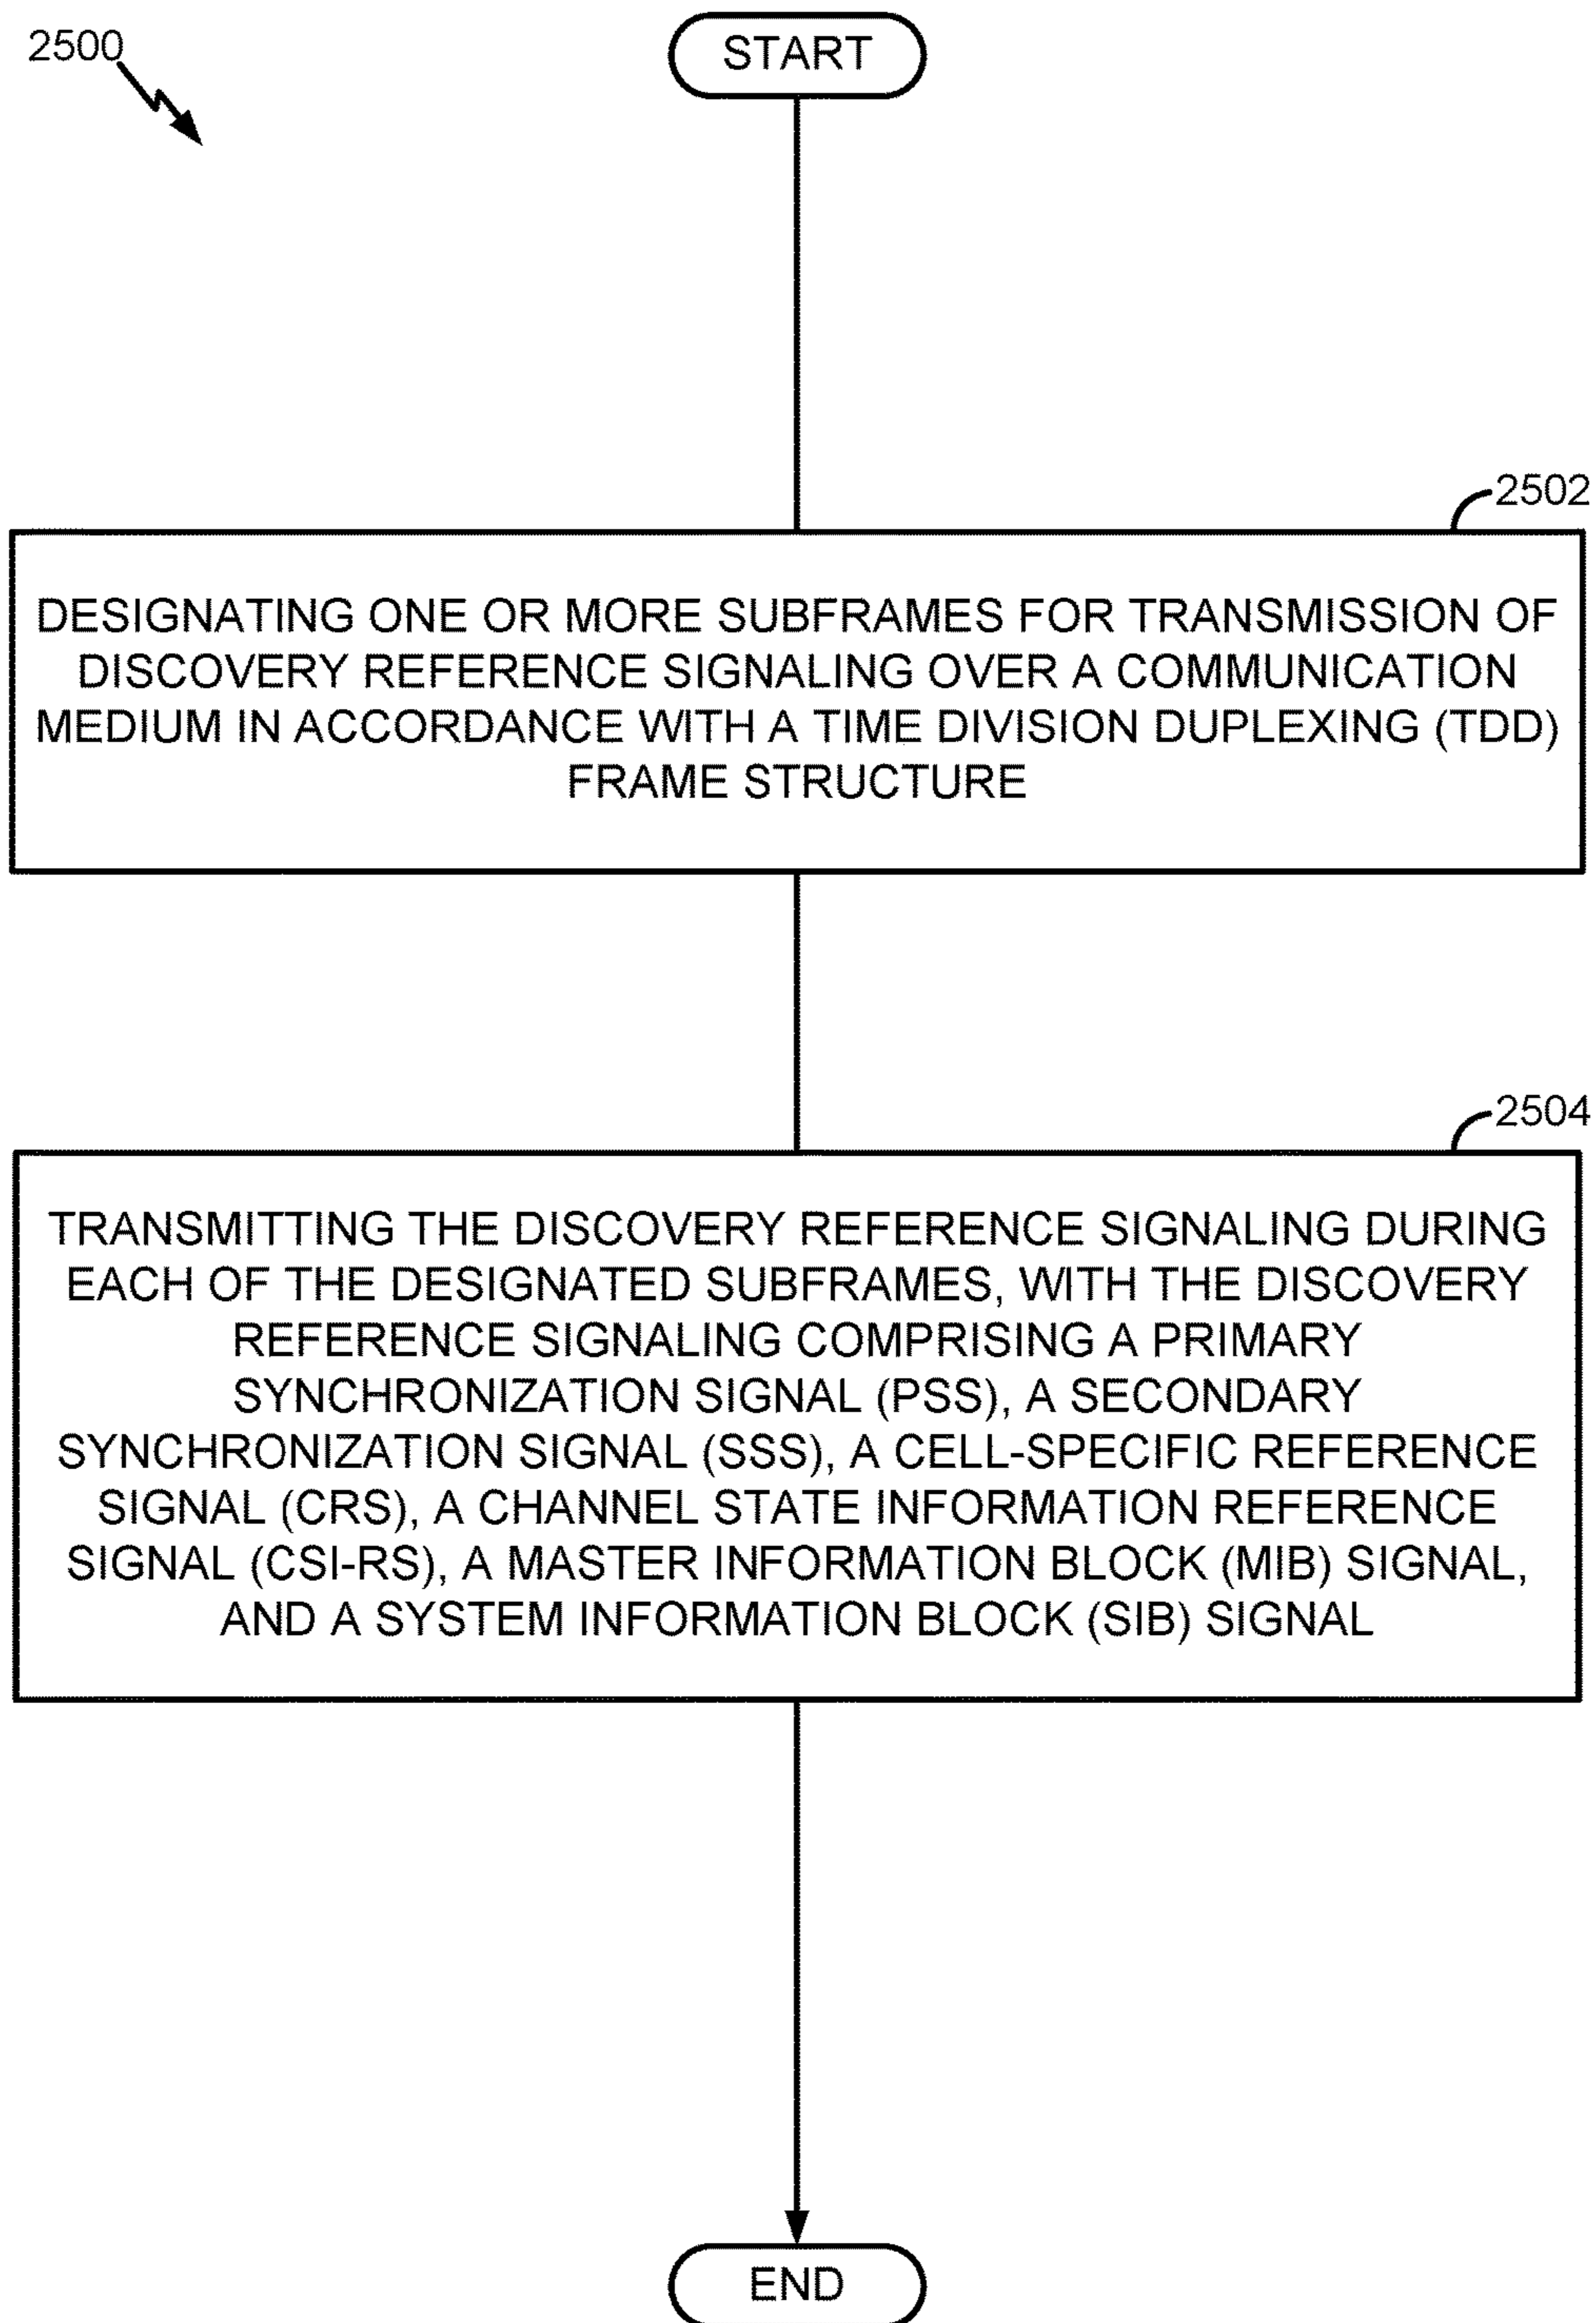 2500
START
2502
DESIGNATING ONE OR MORE SUBFRAMES FOR TRANSMISSION OF
DISCOVERY REFERENCE SIGNALING OVER A COMMUNICATION
MEDIUM IN ACCORDANCE WITH A TIME DIVISION DUPLEXING (TDD)
FRAME STRUCTURE
2504
TRANSMITTING THE DISCOVERY REFERENCE SIGNALING DURING
EACH OF THE DESIGNATED SUBFRAMES, WITH THE DISCOVERY
REFERENCE SIGNALING COMPRISING A PRIMARY
SYNCHRONIZATION SIGNAL (PSS), A SECONDARY
SYNCHRONIZATION SIGNAL (SSS), A CELL-SPECIFIC REFERENCE
SIGNAL (CRS), A CHANNEL STATE INFORMATION REFERENCE
SIGNAL (CSI-RS), A MASTER INFORMATION BLOCK (MIB) SIGNAL,
AND A SYSTEM INFORMATION BLOCK (SIB) SIGNAL
END